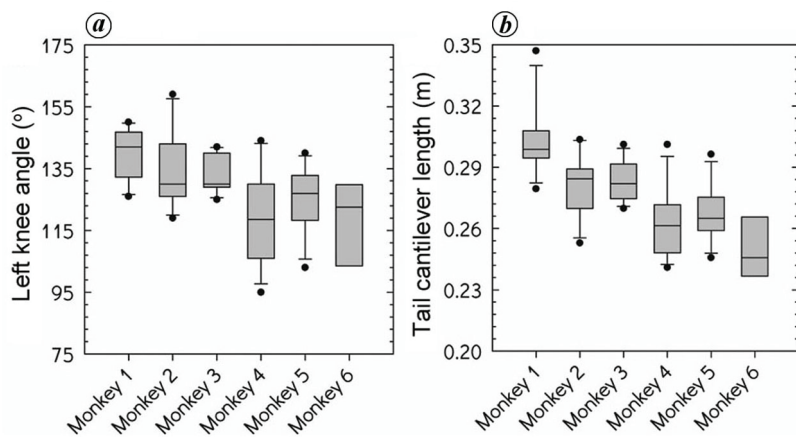 a
Left knee angle (º)
175
155
135
115
95
75
Monkey 1
Monkey 2
Monkey 3
Monkey 4
Monkey 5
Monkey 6
b
Tail cantilever length (m)
0.35
0.32
0.29
0.26
0.23
0.20
Monkey 1
Monkey 2
Monkey 3
Monkey 4
Monkey 5
Monkey 6